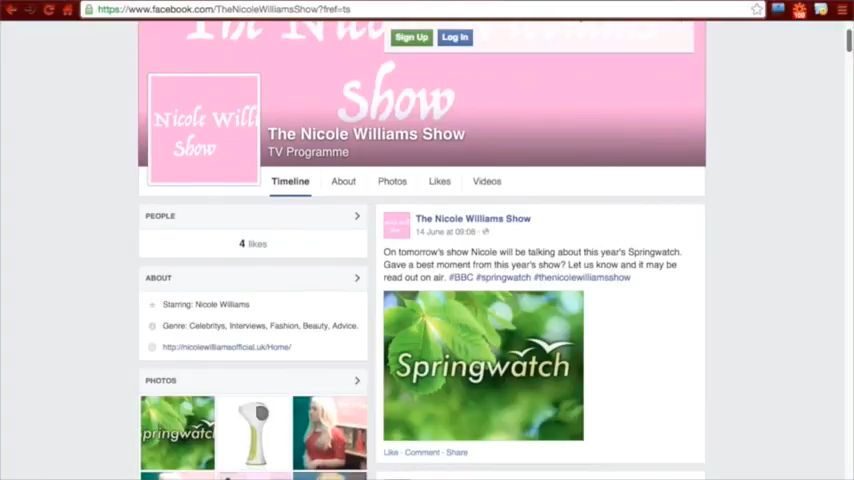 https://www.facebook.com/TheNicoleWilliamsShow?fref=ts
Sign Up
Log In
Show
Nicole Willi
Show
The Nicole Williams Show
TV Programme
Timeline
About
Photos
Likes
Videos
PEOPLE
4 likes
ABOUT
Starring: Nicole Williams
Genre: Celebritys, Interviews, Fashion, Beauty, Advice.
http://nicolewilliamsofficial.uk/Home/
PHOTOS
springwatch
The Nicole Williams Show
14 June at 09:08
On tomorrow's show Nicole will be talking about this year's Springwatch.
Gave a best moment from this year's show? Let us know and it may be
read out on air. #BBC #springwatch #thenicolewilliamsshow
Springwatch
Like · Comment · Share